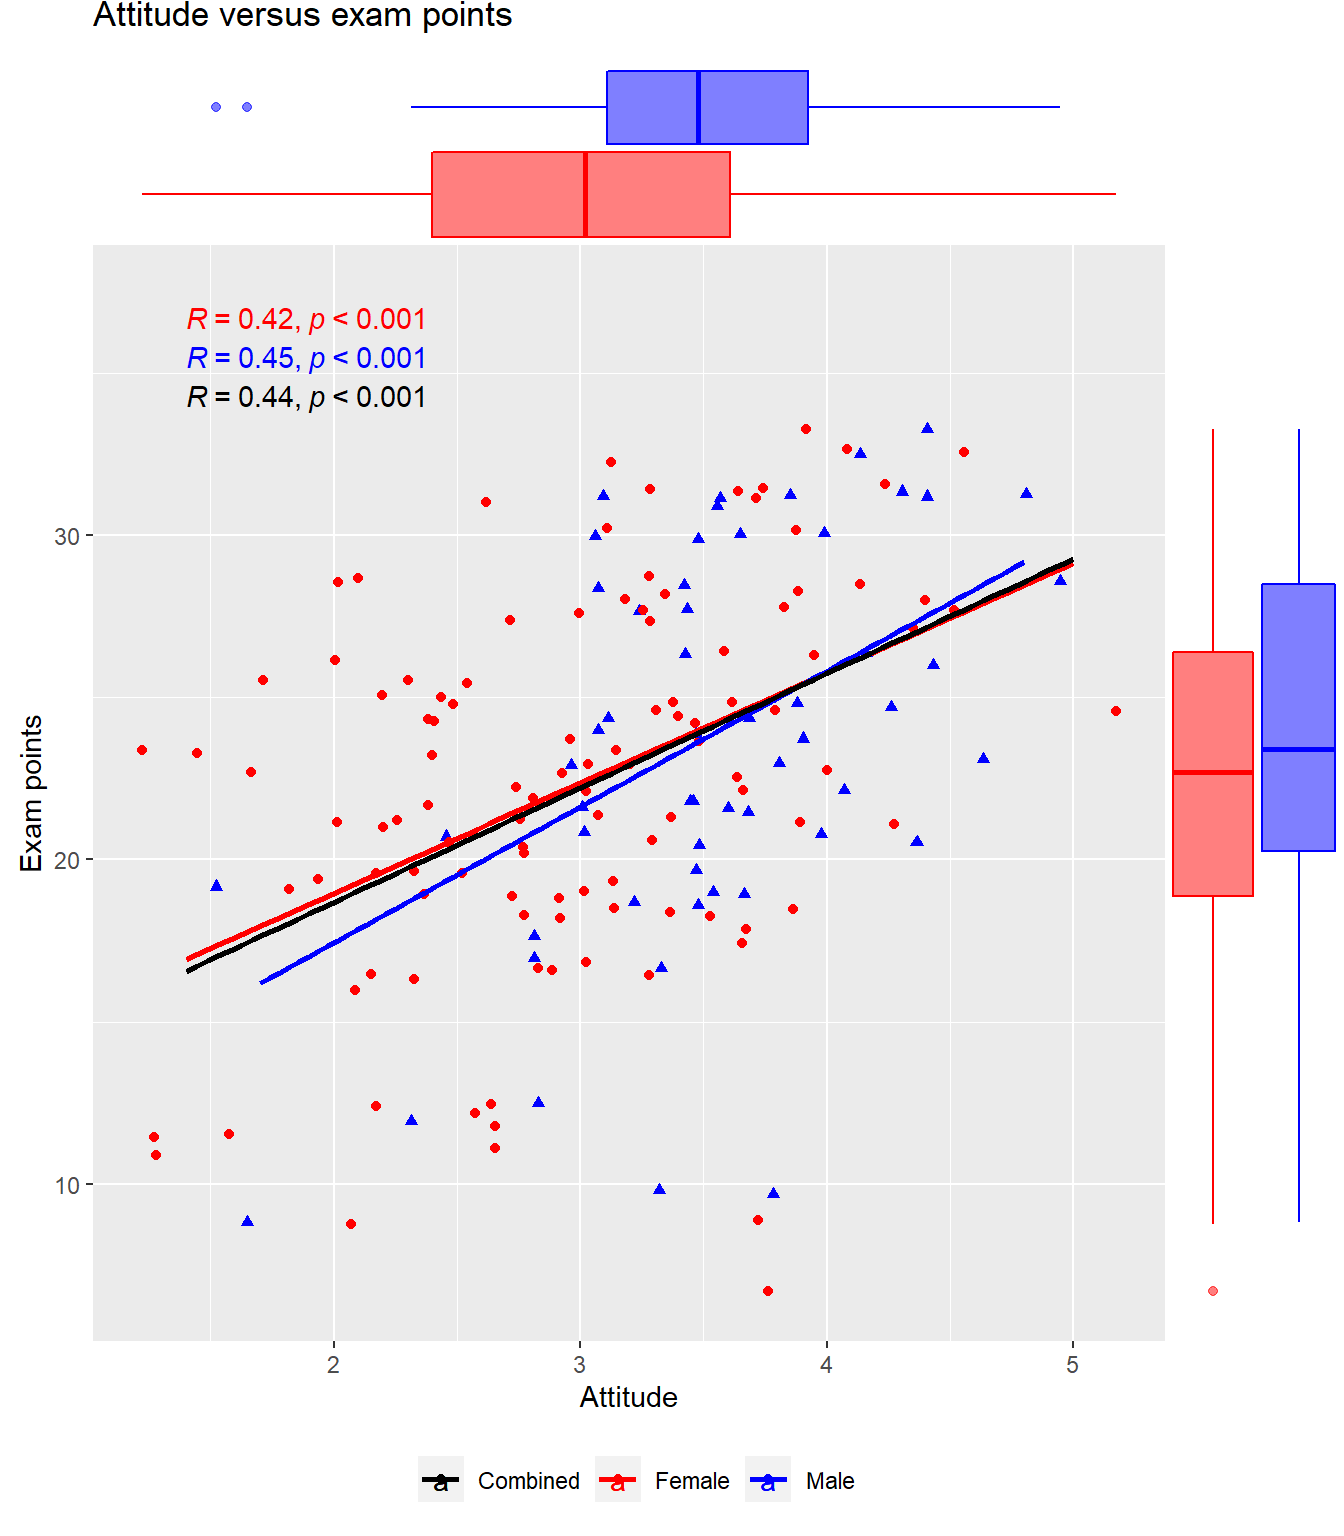 Attitude versus exam points
R = 0.42, p < 0.001
R = 0.45, p < 0.001
R = 0.44, p < 0.001
30
20
10
Exam points
2 3 4 5
Attitude
a Combined a Female a Male